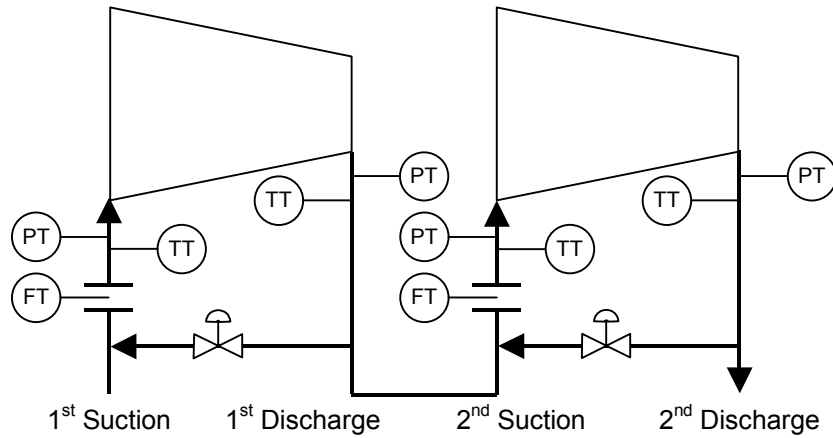 PT
PT
TT
TT
PT
TT
PT
TT
FT
FT
1st Suction
1st Discharge
2nd Suction
2nd Discharge